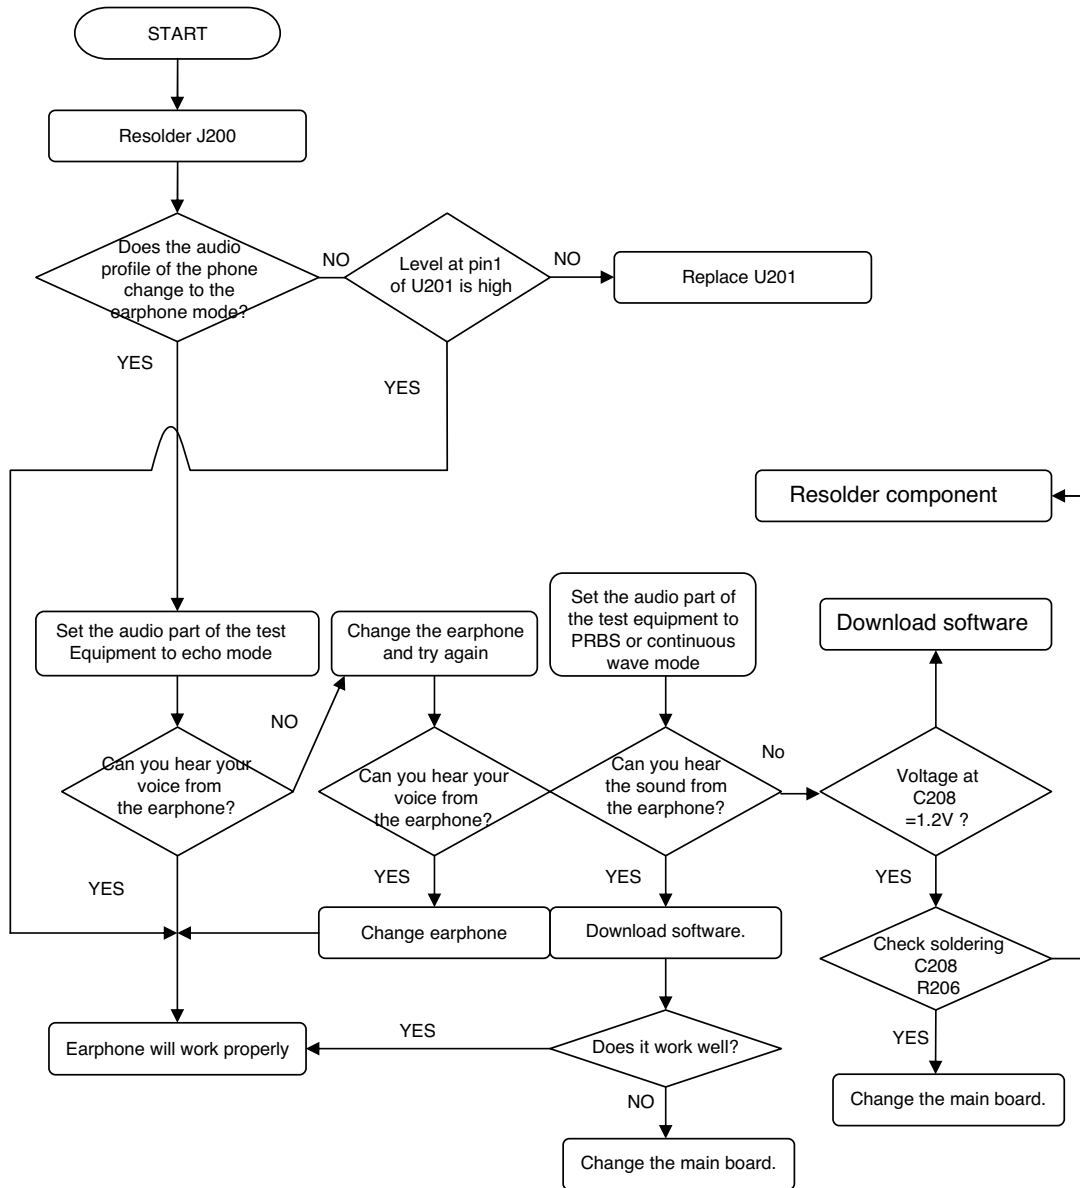 START
Resolder J200
Does the audio
profile of the phone
change to the
earphone mode?
NO
Level at pin1
of U201 is high
NO
Replace U201
YES
YES
Resolder component
Set the audio part of the test
Equipment to echo mode
Change the earphone
and try again
Set the audio part of
the test equipment to
PRBS or continuous
wave mode
Download software
NO
No
Can you hear your
voice from
the earphone?
Can you hear your
voice from
the earphone?
Can you hear
the sound from
the earphone?
Voltage at
C208
=1.2V ?
YES
YES
YES
YES
Change earphone
Download software.
Check soldering
C208
R206
Earphone will work properly
YES
Does it work well?
YES
NO
Change the main board.
Change the main board.